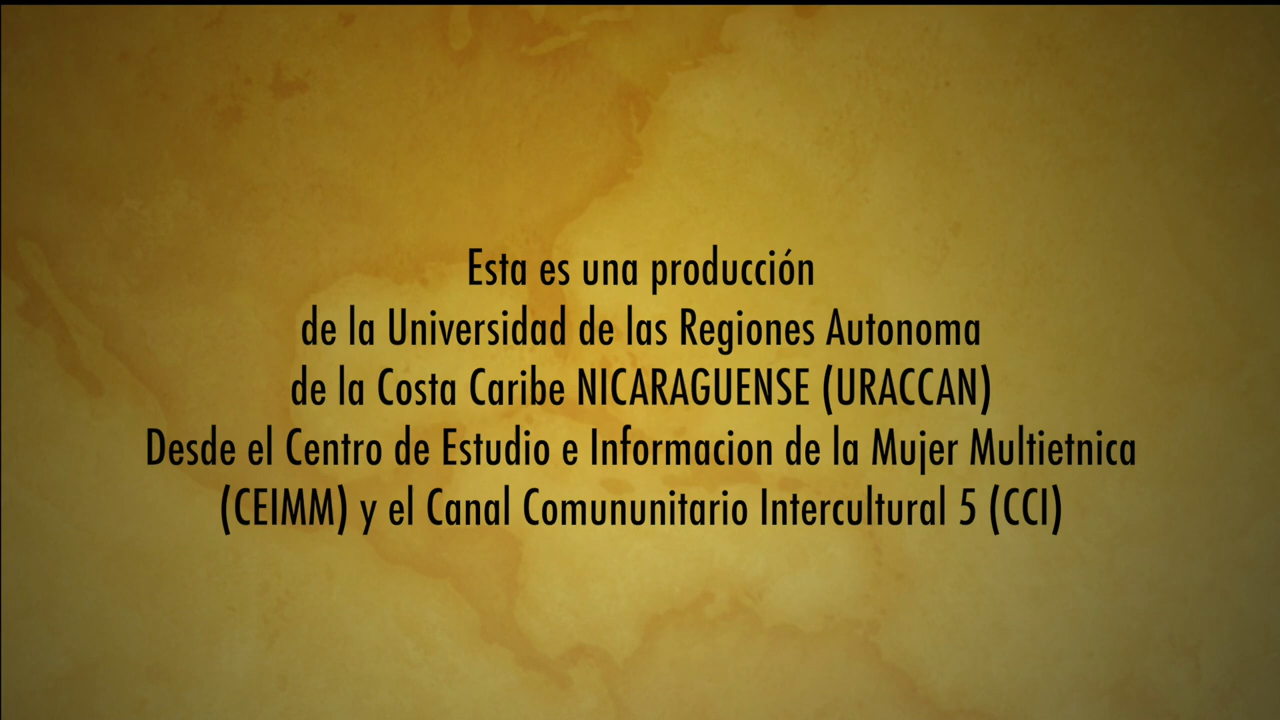 Esta es una producción
de la Universidad de las Regiones Autonoma
de la Costa Caribe NICARAGUENSE (URACCAN)
Desde el Centro de Estudio e Informacion de la Mujer Multietnica
(CEIMM) y el Canal Comununitario Intercultural 5 (CCI)